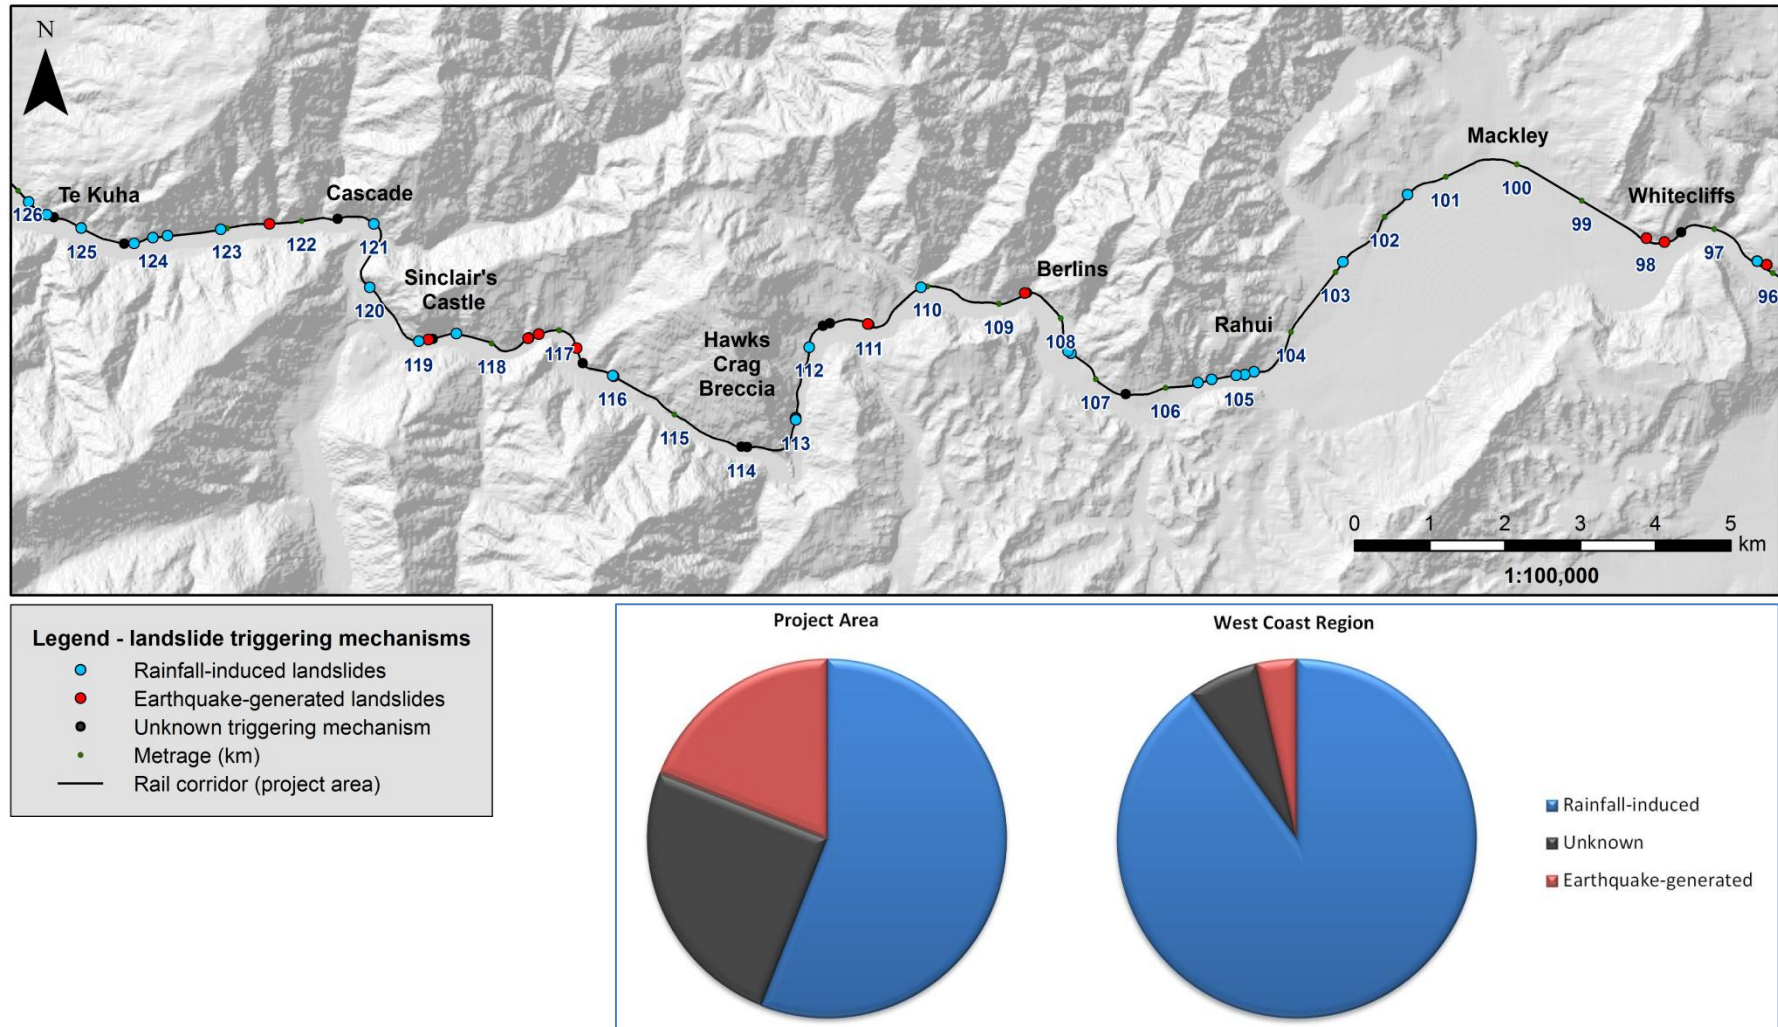 N
Te Kuha
Cascade
Sinclair's
Castle
Hawks
Crag
Breccia
Berlins
Rahui
Mackley
Whitecliffs
126
125
124
123
122
121
120
119
118
117
116
115
114
113
112
111
110
109
108
107
106
105
104
103
102
101
100
99
98
97
96
0 1 2 3 4 5
km
1:100,000
Legend - landslide triggering mechanisms
Rainfall-induced landslides
Earthquake-generated landslides
Unknown triggering mechanism
Metrage (km)
Rail corridor (project area)
Project Area
West Coast Region
Rainfall-induced
Unknown
Earthquake-generated